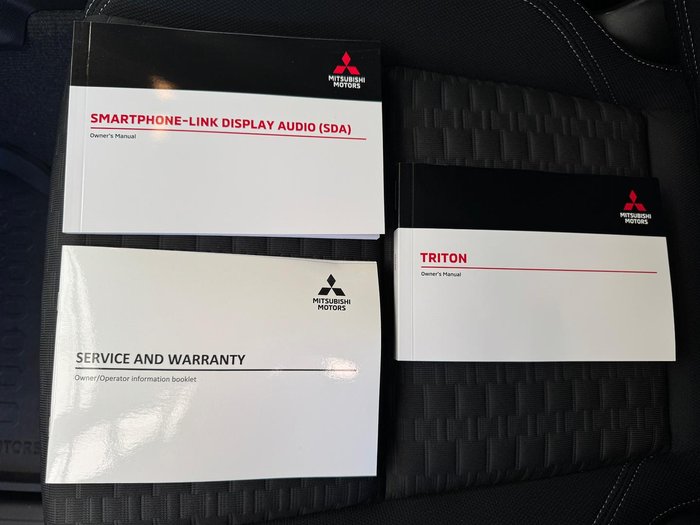 MITSUBISHI
MOTORS
SMARTPHONE-LINK DISPLAY AUDIO (SDA)
Owner's Manual
MITSUBISHI
MOTORS
TRITON
Owner's Manual
MITSUBISHI
MOTORS
SERVICE AND WARRANTY
Owner/Operator information booklet